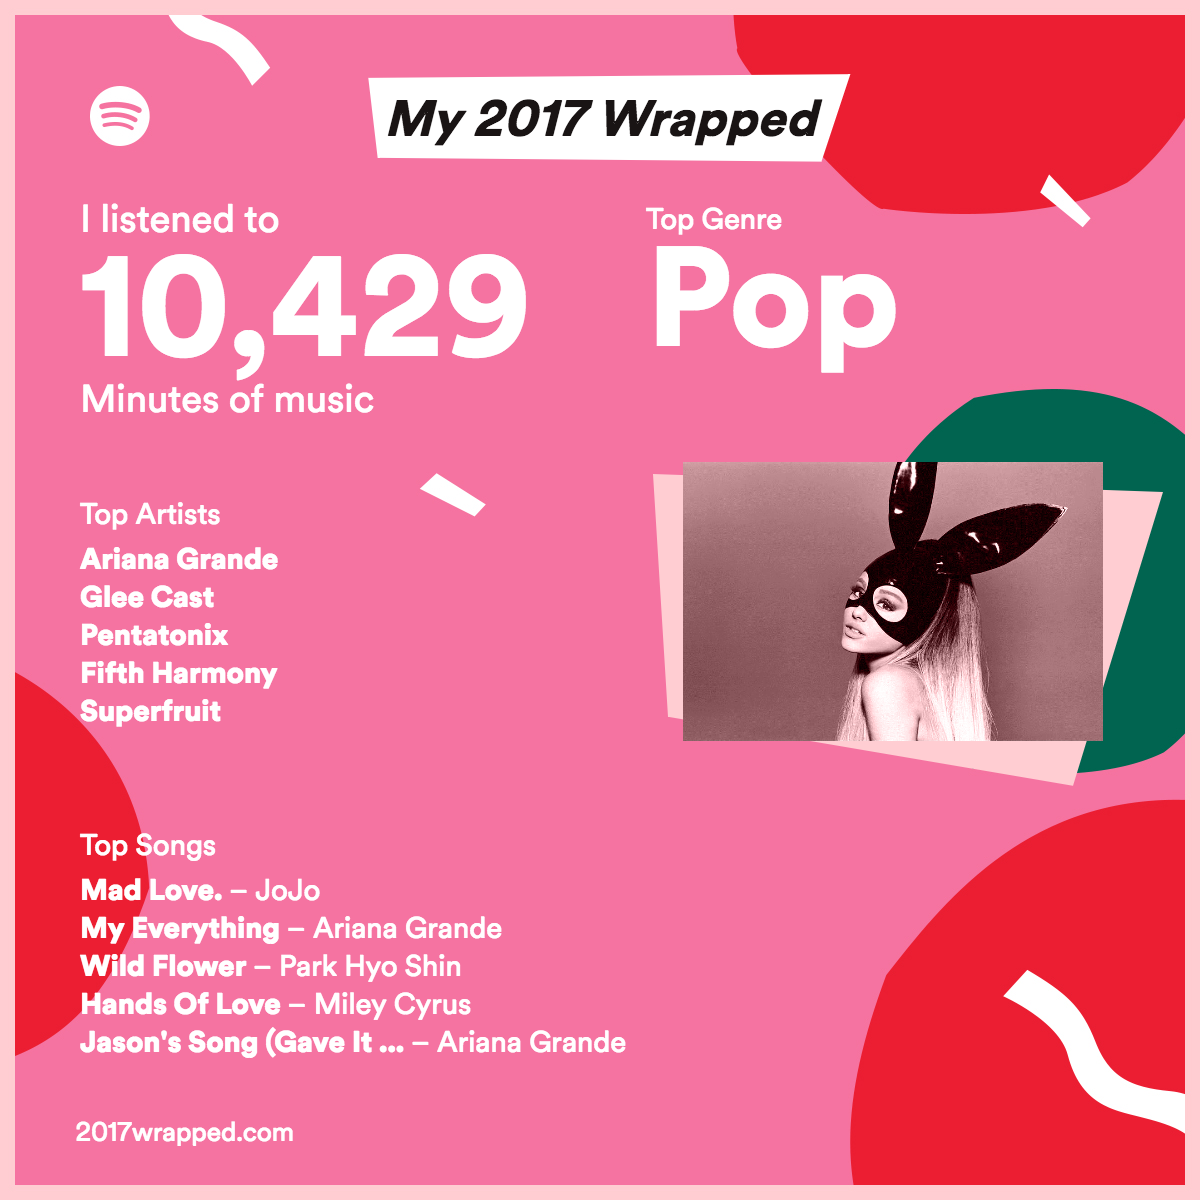 My 2017 Wrapped
I listened to
10,429
Minutes of music
Top Genre
Pop
Top Artists
Ariana Grande
Glee Cast
Pentatonix
Fifth Harmony
Superfruit
Top Songs
Mad Love. – JoJo
My Everything – Ariana Grande
Wild Flower – Park Hyo Shin
Hands Of Love – Miley Cyrus
Jason's Song (Gave It ... – Ariana Grande
2017wrapped.com